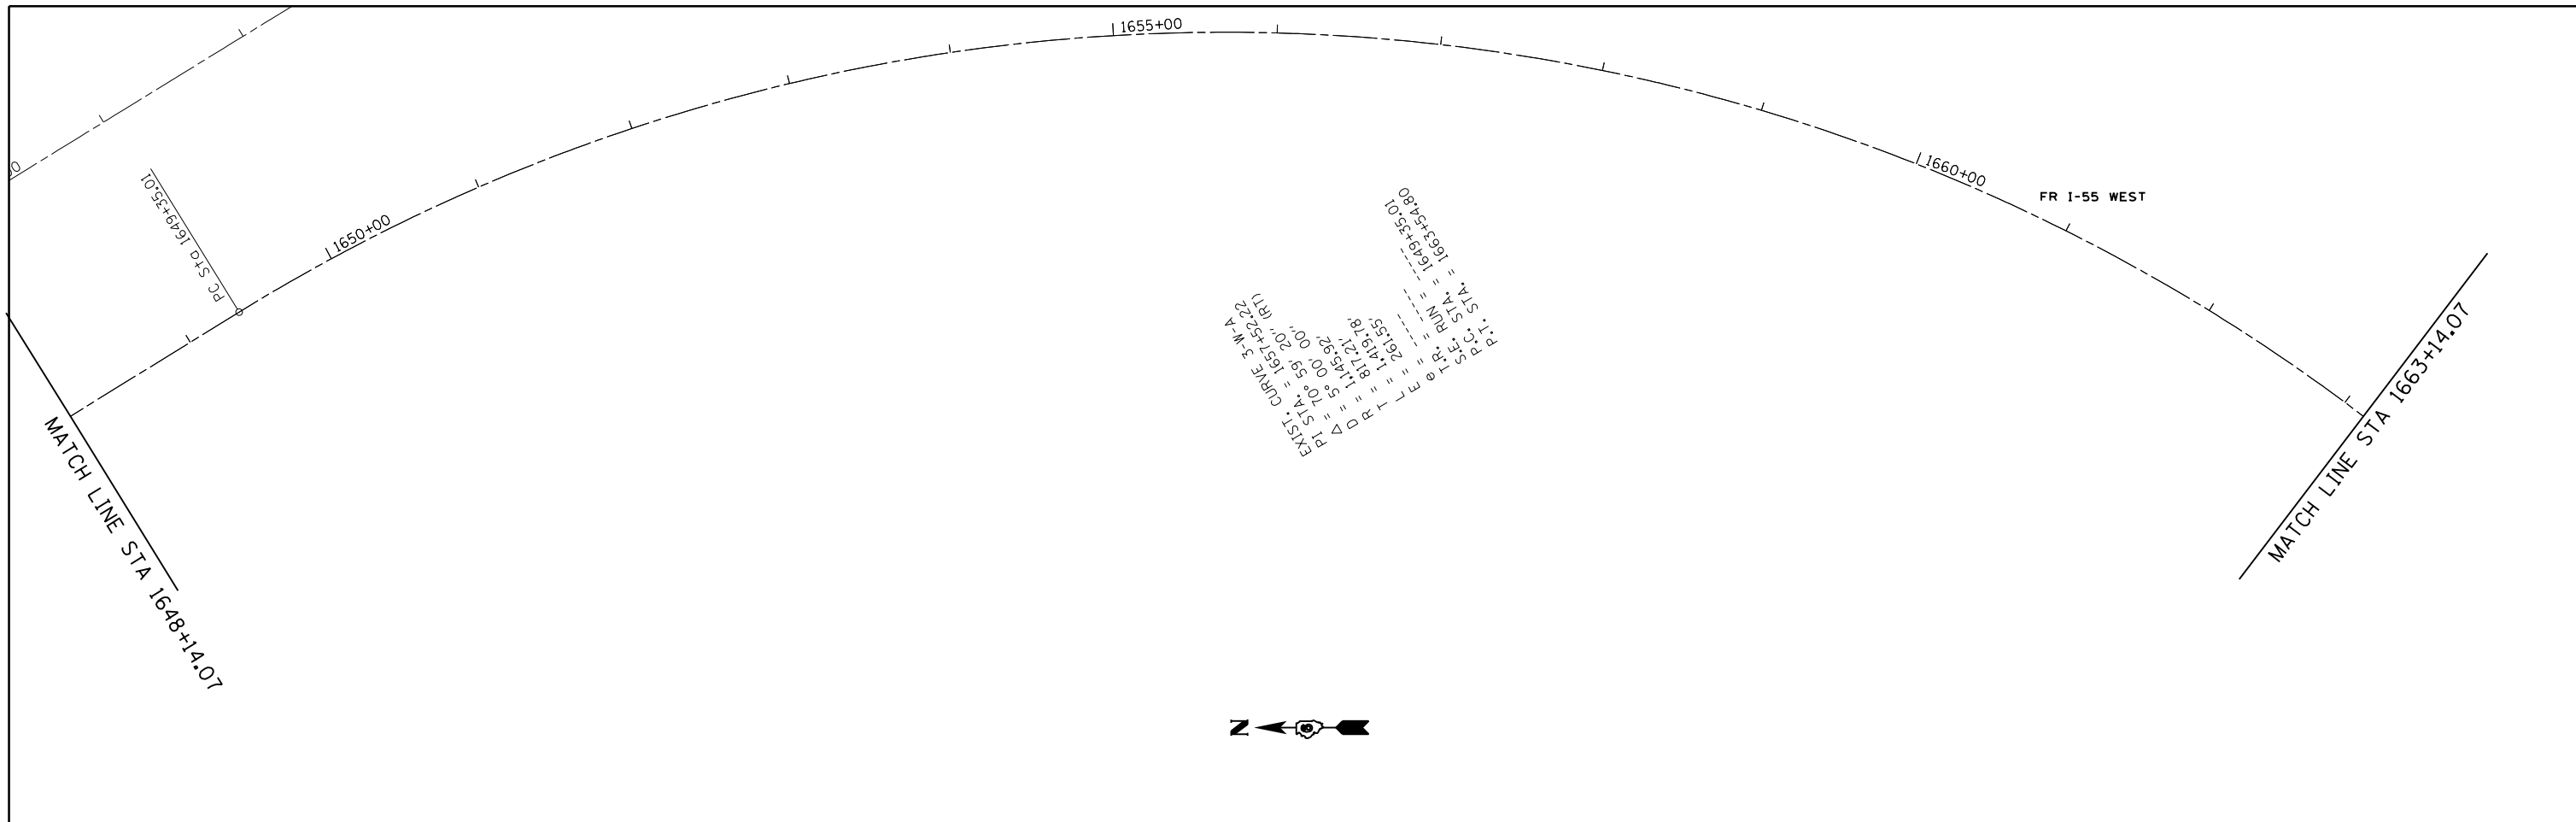 1655+00
1660+00
FR I-55 WEST
1650+00
PC Sta 1649+35.01
EXIST. CURVE 3-W-A
PI STA. = 1657+52.22
Δ = 70° 59' 20" (RT)
D = 5° 00' 00"
R = 1,145.92'
T = 817.21'
L = 1,419.78'
E = 261.55'
e = -----
T.R. = -----
S.E. RUN = -----
P.C. STA. = 1649+35.01
P.T. STA. = 1663+54.80
MATCH LINE STA 1648+14.07
MATCH LINE STA 1663+14.07
N